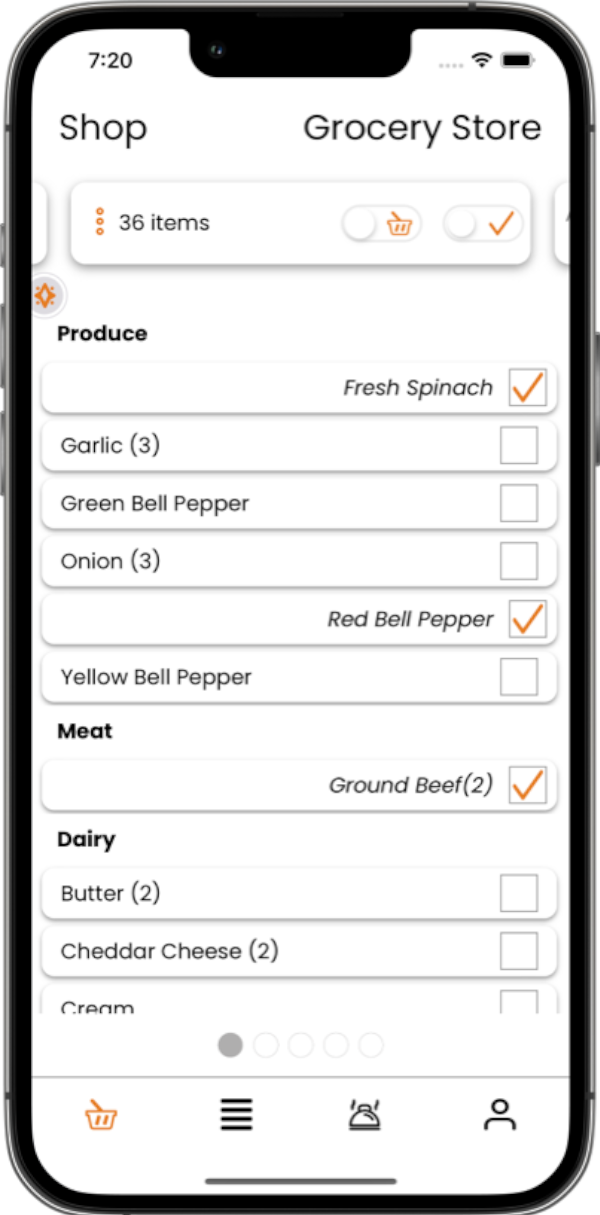 7:20
Shop
Grocery Store
36 items
Produce
Fresh Spinach
Garlic (3)
Green Bell Pepper
Onion (3)
Red Bell Pepper
Yellow Bell Pepper
Meat
Ground Beef(2)
Dairy
Butter (2)
Cheddar Cheese (2)
Cream